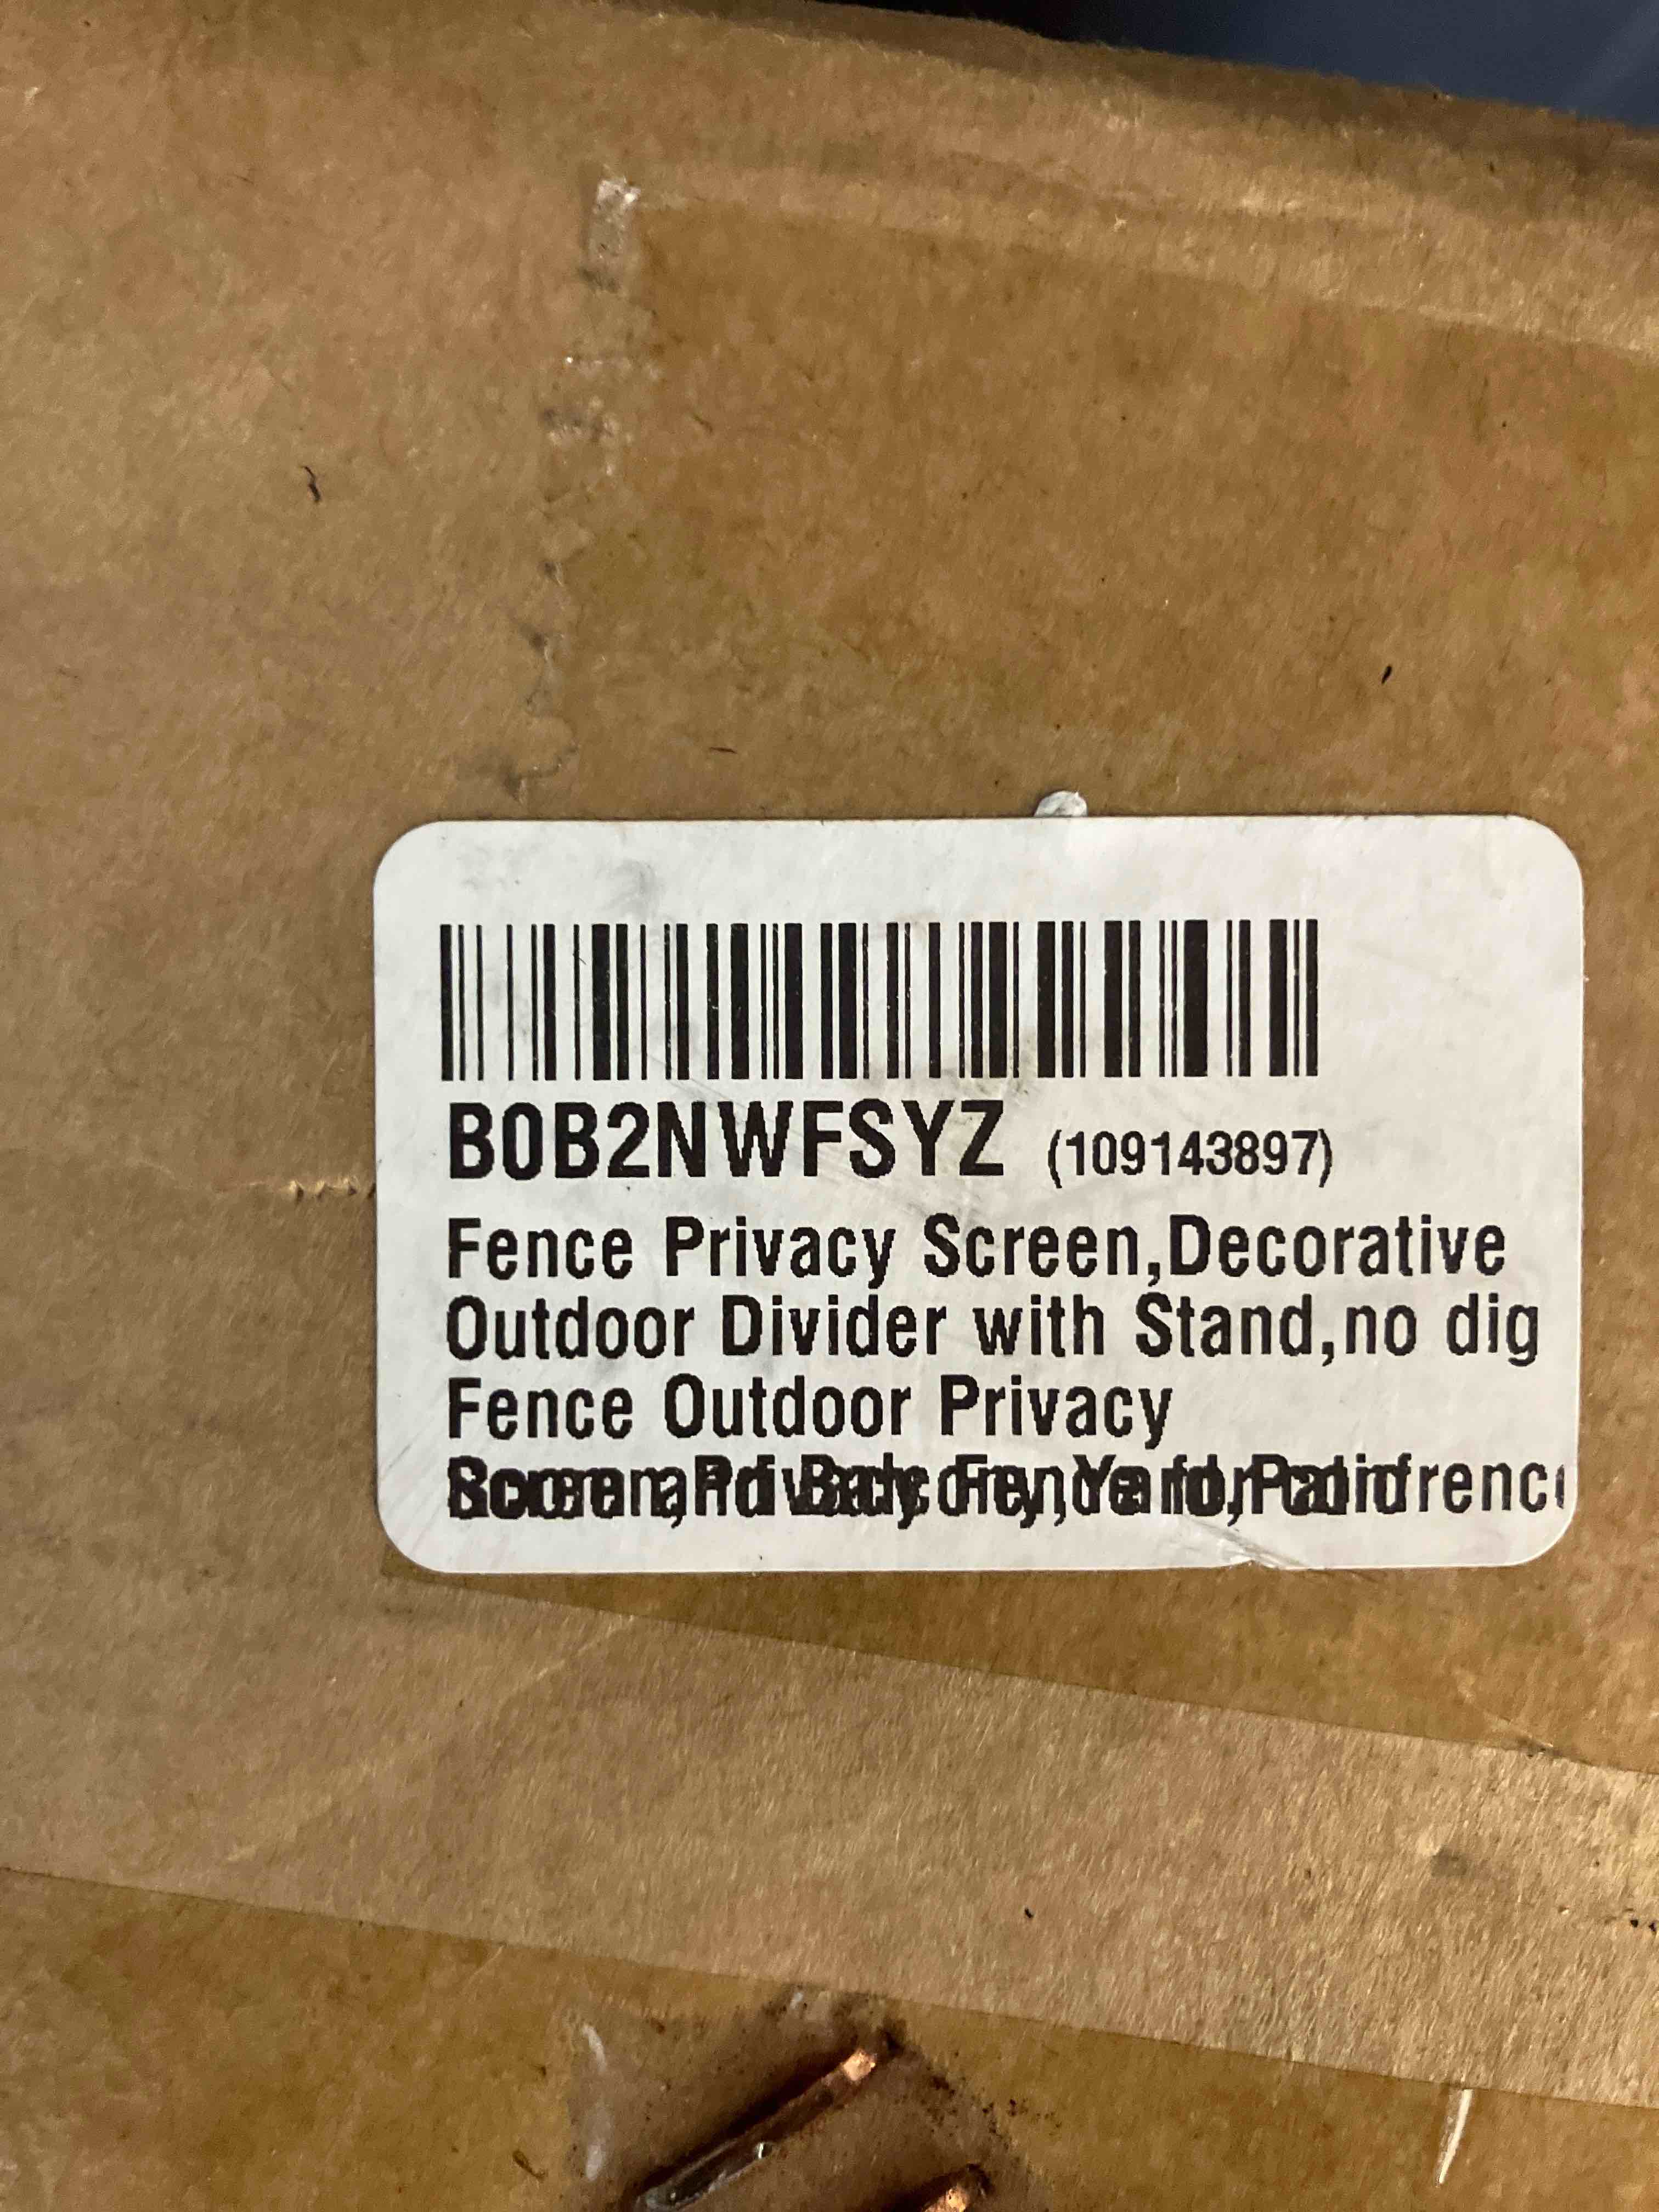 B0B2NWFSYZ (109143897)
Fence Privacy Screen,Decorative
Outdoor Divider with Stand,no dig
Fence Outdoor Privacy